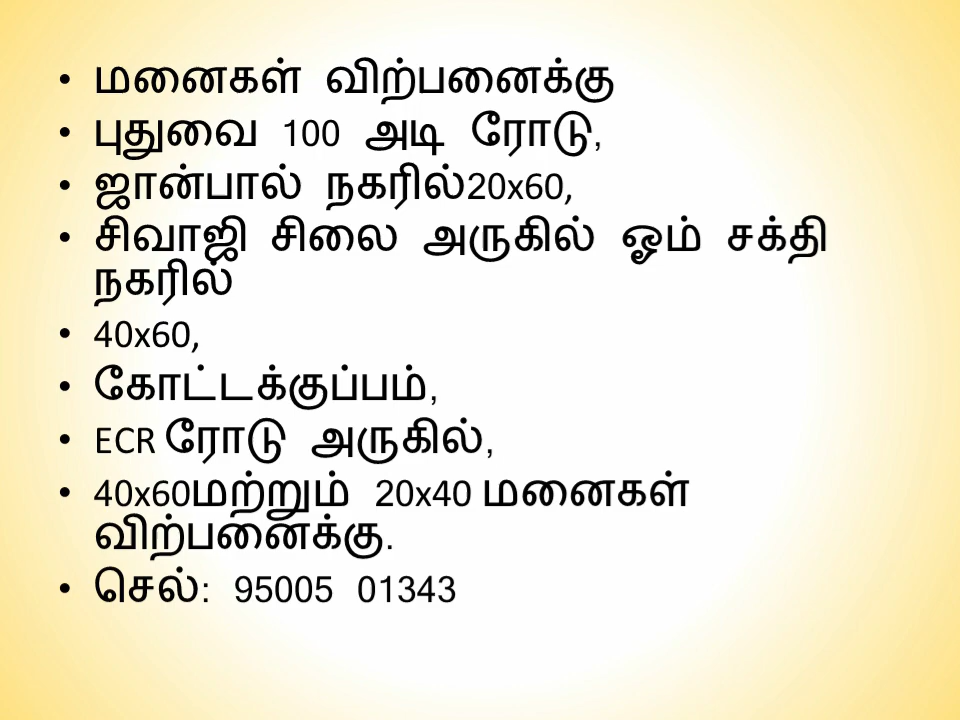 • மனைகள் விற்பனைக்கு
• புதுவை 100 அடி ரோடு,
• ஜான்பால் நகரில்20x60,
• சிவாஜி சிலை அருகில் ஓம் சக்தி
நகரில்
• 40x60,
• கோட்டக்குப்பம்,
• ECR ரோடு அருகில்,
• 40x60மற்றும் 20x40 மனைகள்
விற்பனைக்கு.
• செல்: 95005 01343